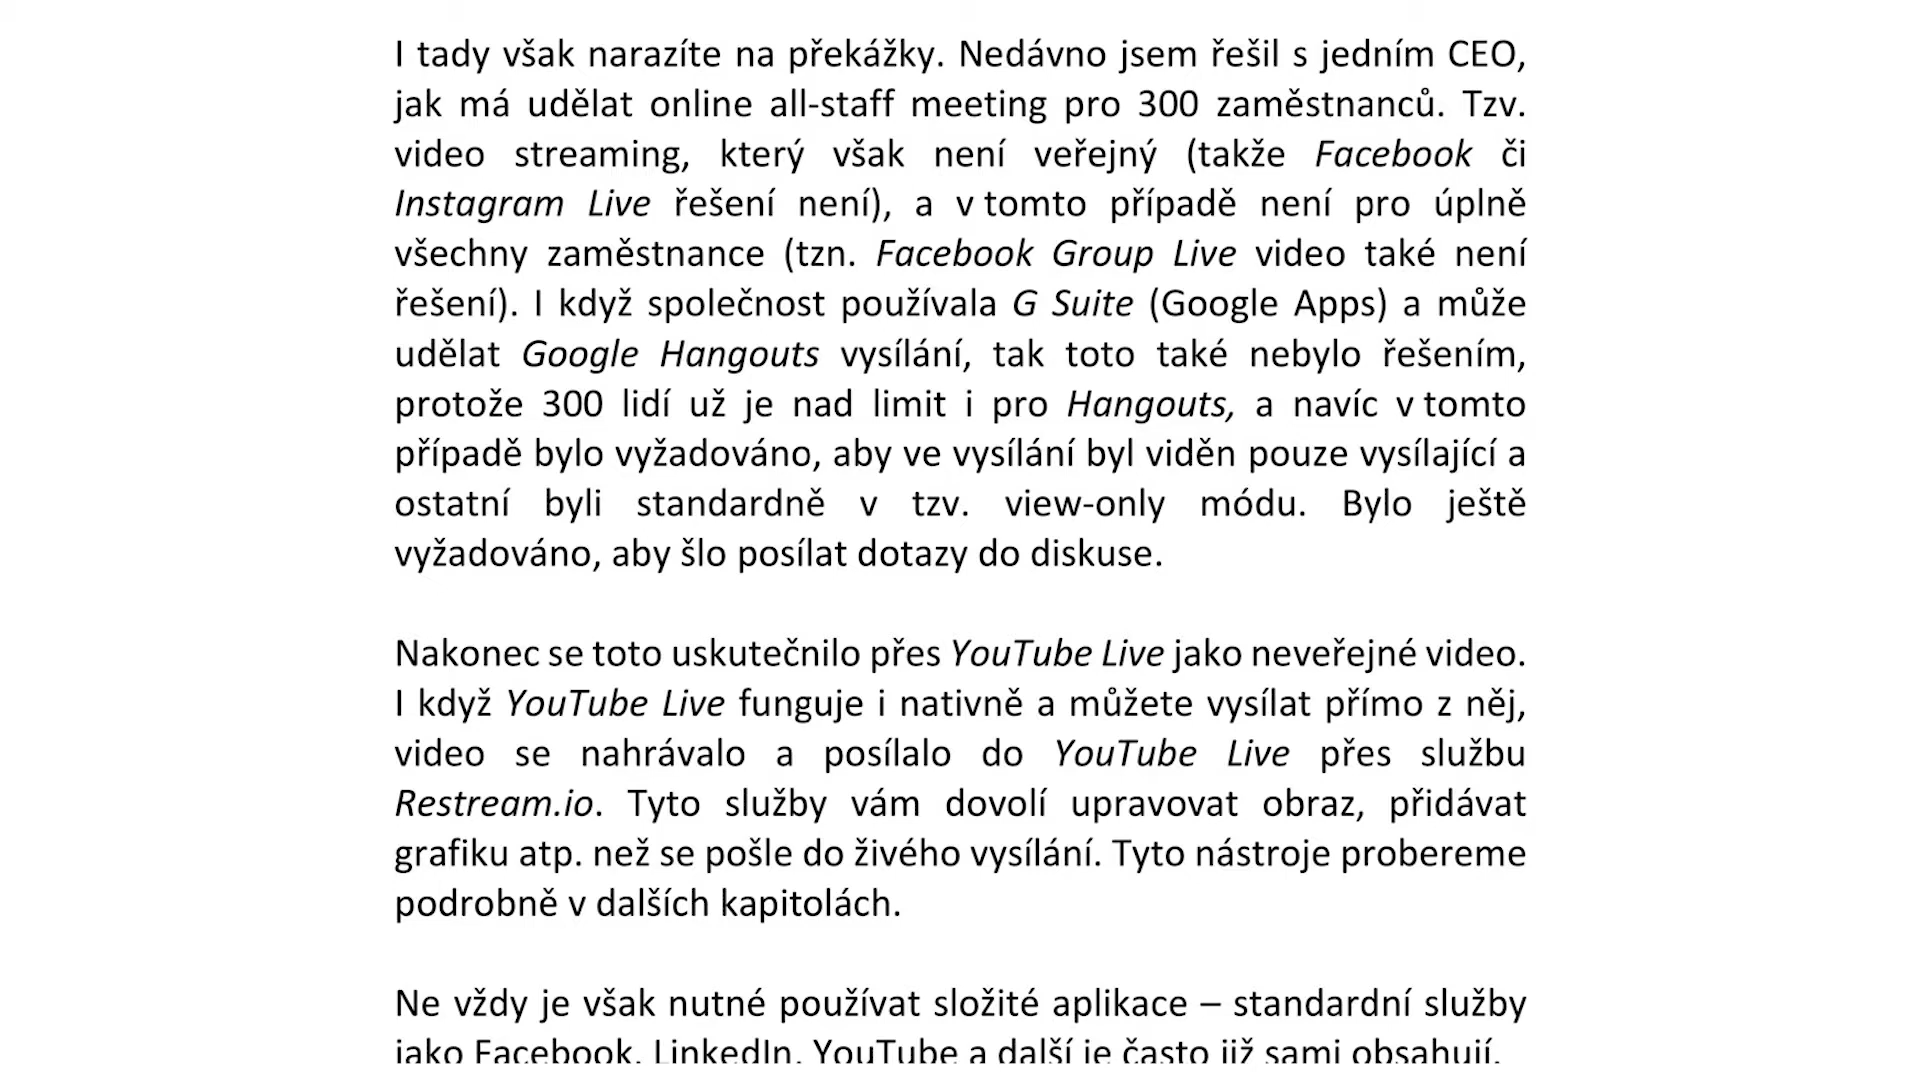 I tady však narazíte na překážky. Nedávno jsem řešil s jedním CEO,
jak má udělat online all-staff meeting pro 300 zaměstnanců. Tzv.
video streaming, který však není veřejný (takže Facebook či
Instagram Live řešení není), a v tomto případě není pro úplně
všechny zaměstnance (tzn. Facebook Group Live video také není
řešení). I když společnost používala G Suite (Google Apps) a může
udělat Google Hangouts vysílání, tak toto také nebylo řešením,
protože 300 lidí už je nad limit i pro Hangouts, a navíc v tomto
případě bylo vyžadováno, aby ve vysílání byl viděn pouze vysílající a
ostatní byli standardně v tzv. view-only módu. Bylo ještě
vyžadováno, aby šlo posílat dotazy do diskuse.
Nakonec se toto uskutečnilo přes YouTube Live jako neveřejné video.
I když YouTube Live funguje i nativně a můžete vysílat přímo z něj,
video se nahrávalo a posílalo do YouTube Live přes službu
Restream.io. Tyto služby vám dovolí upravovat obraz, přidávat
grafiku atp. než se pošle do živého vysílání. Tyto nástroje probereme
podrobně v dalších kapitolách.
Ne vždy je však nutné používat složité aplikace – standardní služby
jako Facebook, LinkedIn, YouTube a další je často již sami obsahují.